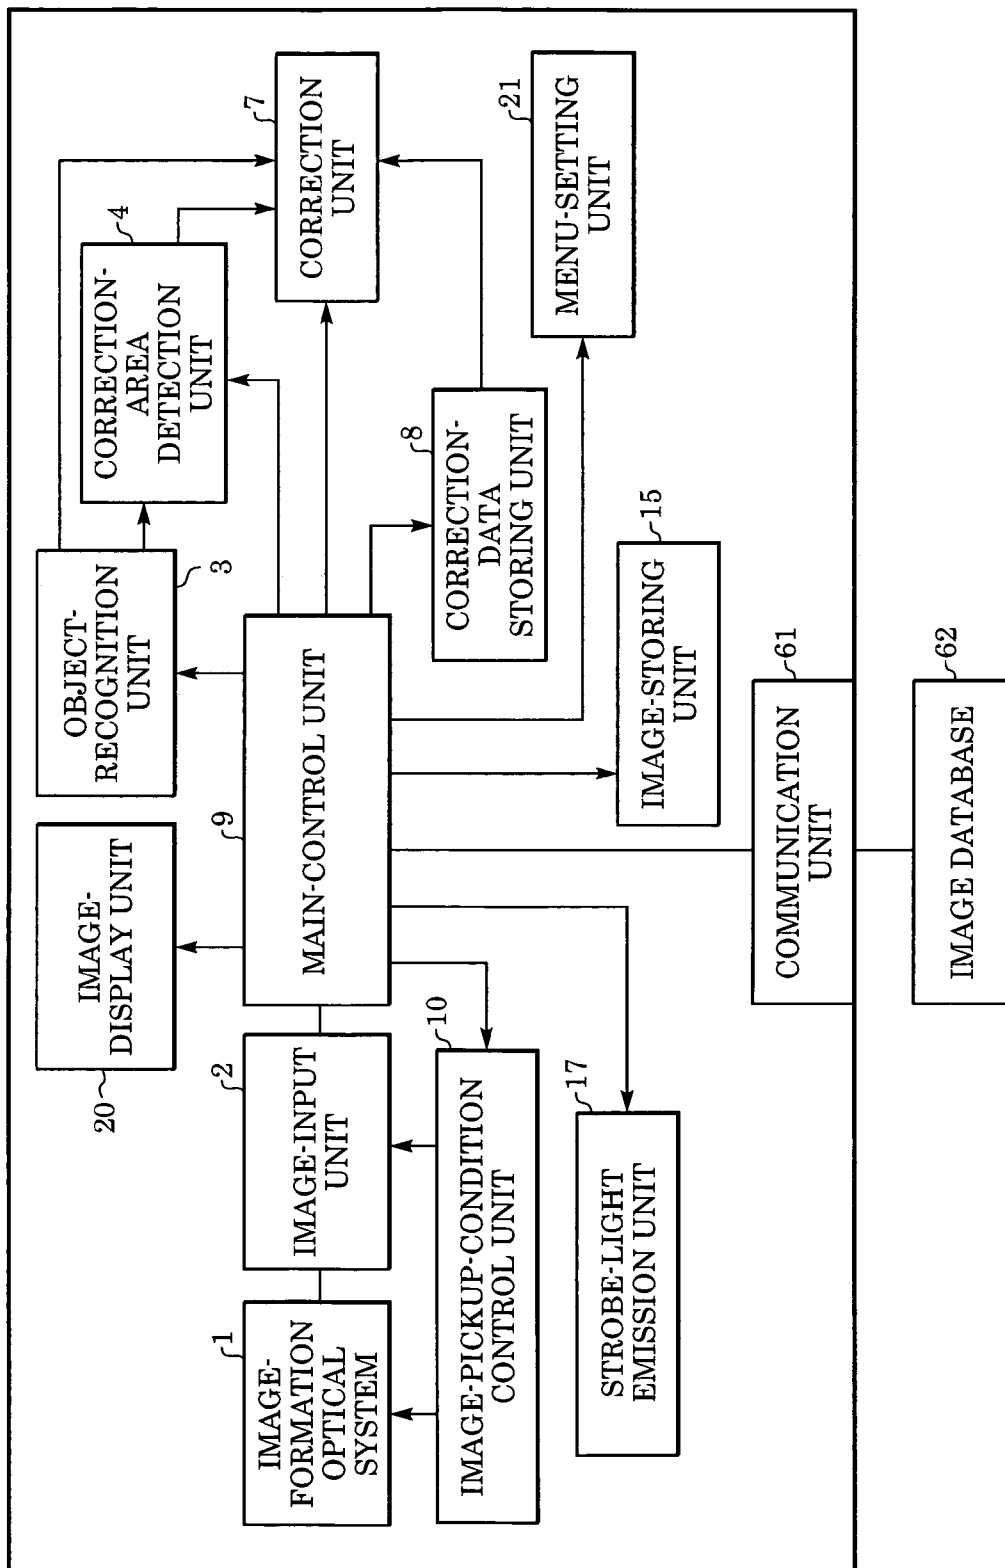 20
IMAGE-
DISPLAY UNIT
OBJECT-
RECOGNITION
UNIT
3
4
CORRECTION-
AREA
DETECTION
UNIT
7
CORRECTION
UNIT
1
IMAGE-
FORMATION
OPTICAL
SYSTEM
2
IMAGE-INPUT
UNIT
9
MAIN-CONTROL UNIT
8
CORRECTION-
DATA
STORING UNIT
21
MENU-SETTING
UNIT
10
IMAGE-PICKUP-CONDITION
CONTROL UNIT
17
STROBE-LIGHT
EMISSION UNIT
15
IMAGE-STORING
UNIT
61
COMMUNICATION
UNIT
62
IMAGE DATABASE